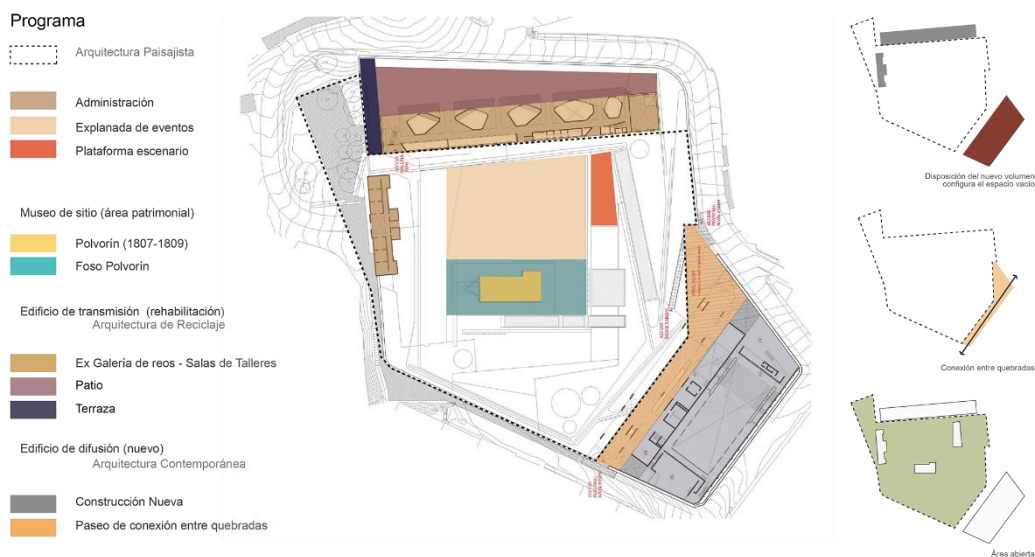 Programa
Arquitectura Paisajista
Administración
Explanada de eventos
Plataforma escenario
Museo de sitio (área patrimonial)
Polvorín (1807-1809)
Foso Polvorín
Edificio de transmisión (rehabilitación)
Arquitectura de Reciclaje
Ex Galería de reos - Salas de Talleres
Patio
Terraza
Edificio de difusión (nuevo)
Arquitectura Contemporánea
Construcción Nueva
Paseo de conexión entre quebradas
Disposición del nuevo volumen
configura el espacio vacío
Conexión entre quebradas
Área abierta